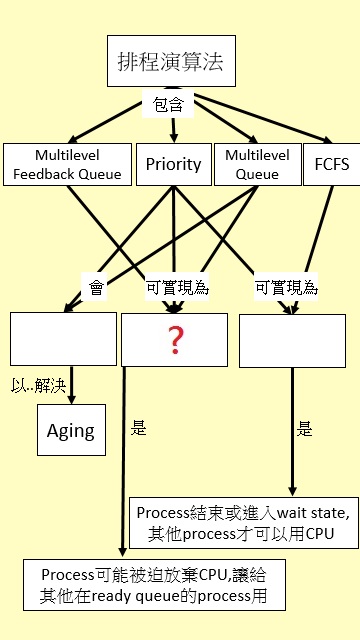 排程演算法
包含
Multilevel
Feedback Queue
Priority
Multilevel
Queue
FCFS
會
可實現為
可實現為
?
以..解決
Aging
是
是
Process結束或進入wait state,
其他process才可以用CPU
Process可能被迫放棄CPU,讓給
其他在ready queue的process用